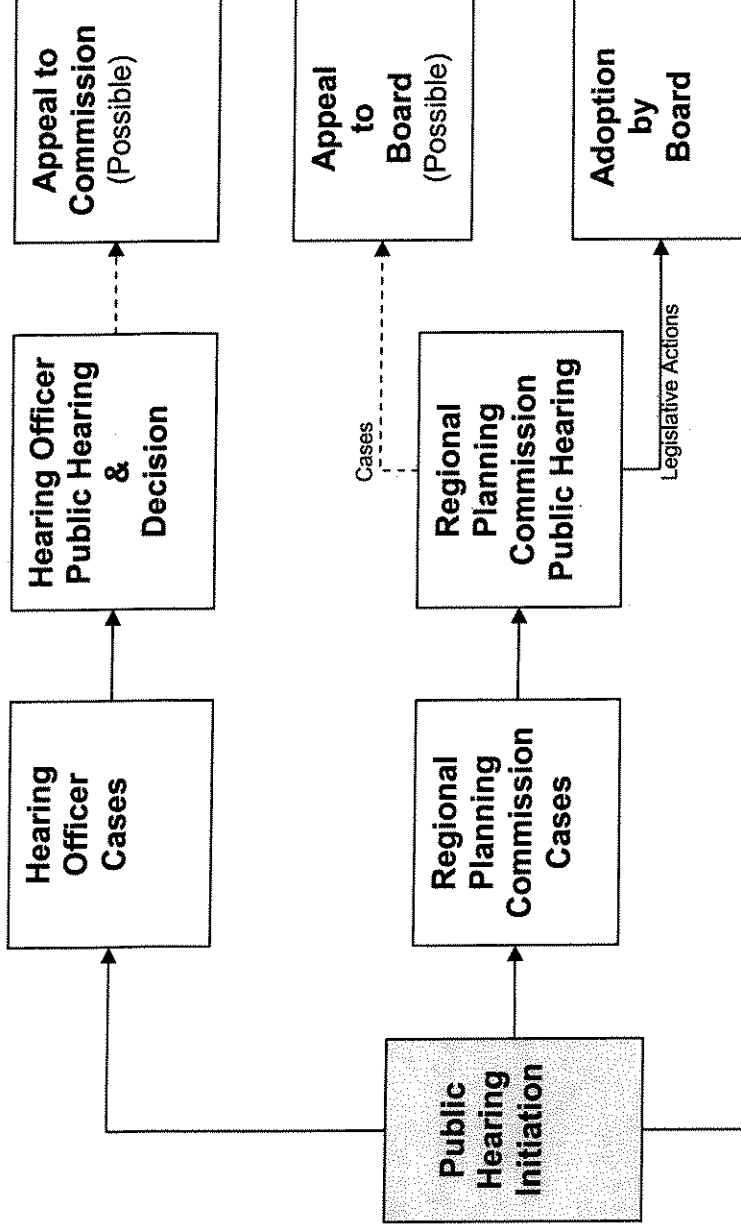 Public
Hearing
Initiation
Hearing
Officer
Cases
Hearing Officer
Public Hearing
&
Decision
Appeal to
Commission
(Possible)
Regional
Planning
Commission
Cases
Regional
Planning
Commission
Public Hearing
Cases
Appeal
to
Board
(Possible)
Legislative Actions
Adoption
by
Board